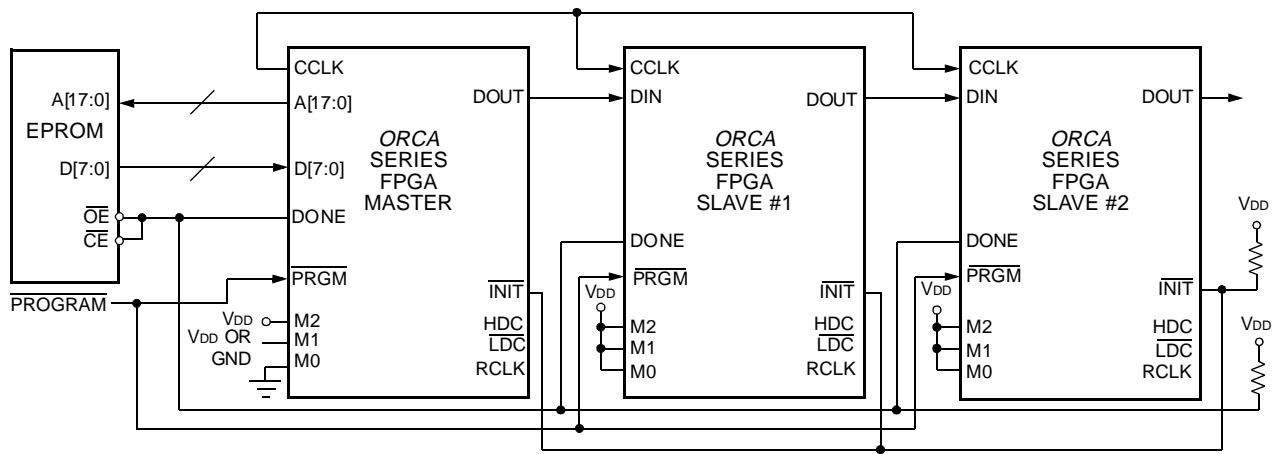 A[17:0]
EPROM
D[7:0]
OE
CE
PROGRAM
CCLK
A[17:0]
DOUT
ORCA
SERIES
FPGA
MASTER
D[7:0]
DONE
PRGM
INIT
VDD
M2
HDC
VDD OR
M1
LDC
GND
M0
RCLK
CCLK
DIN
DOUT
ORCA
SERIES
FPGA
SLAVE #1
DONE
PRGM
VDD
INIT
M2
HDC
M1
LDC
M0
RCLK
CCLK
DIN
DOUT
ORCA
SERIES
FPGA
SLAVE #2
DONE
PRGM
VDD
INIT
M2
HDC
M1
LDC
M0
RCLK
VDD
VDD